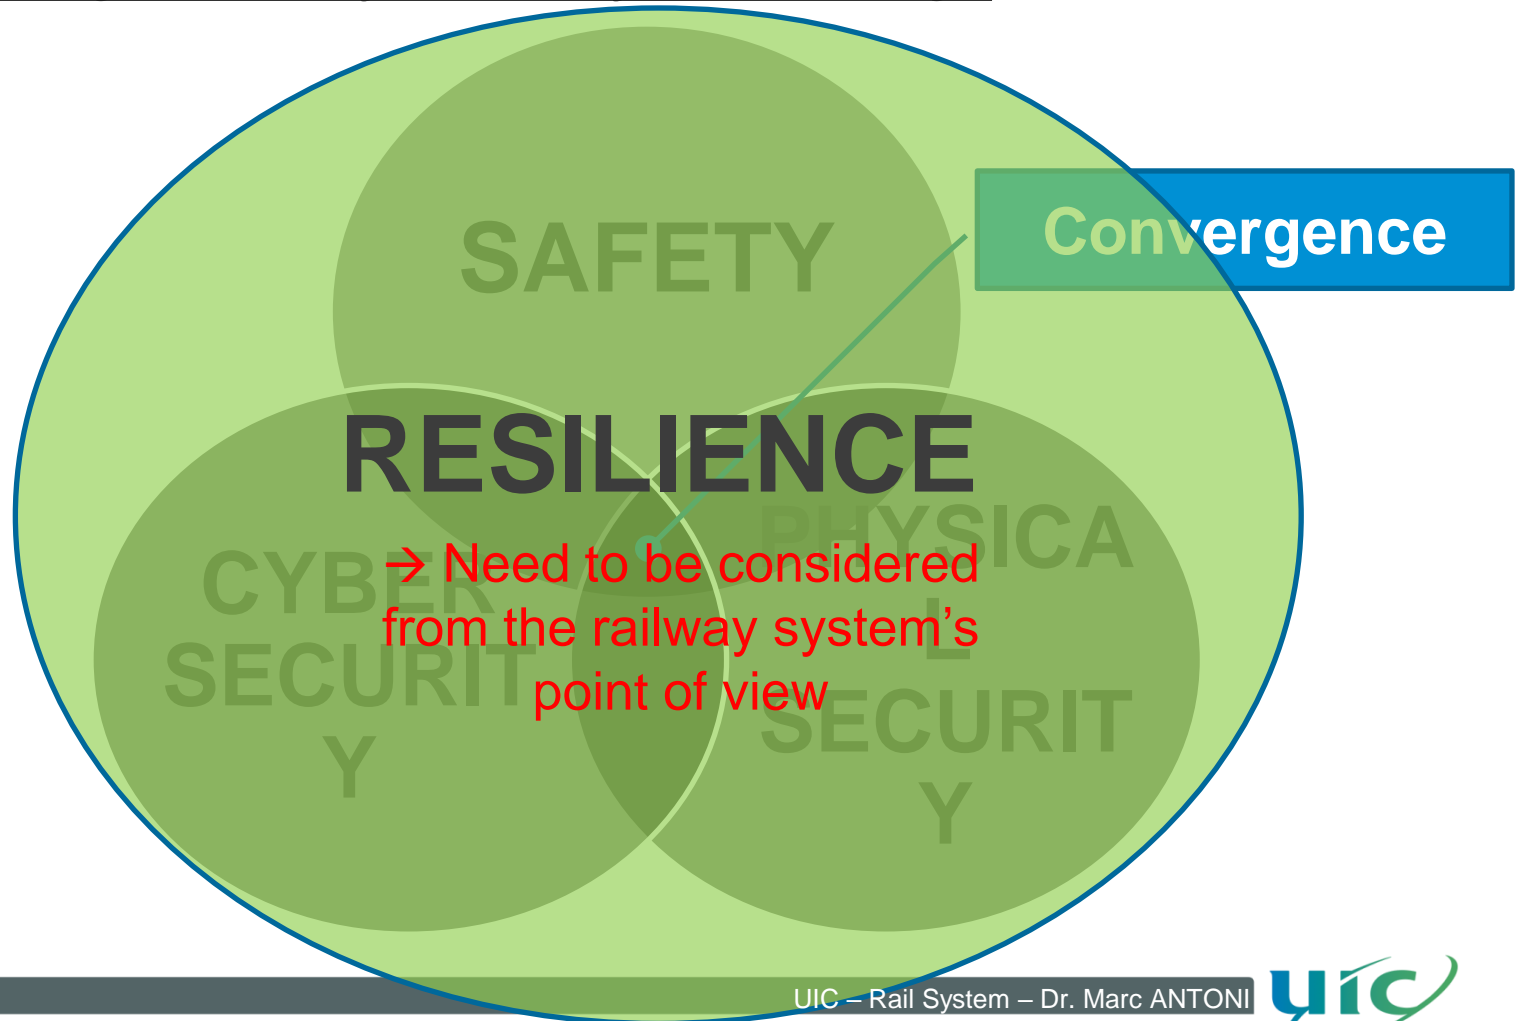 SAFETY
Convergence
RESILIENCE
CYBER
SECURIT
Y
PHYSICA
L
SECURIT
Y
→ Need to be considered
from the railway system’s
point of view
UIC – Rail System – Dr. Marc ANTONI
uic